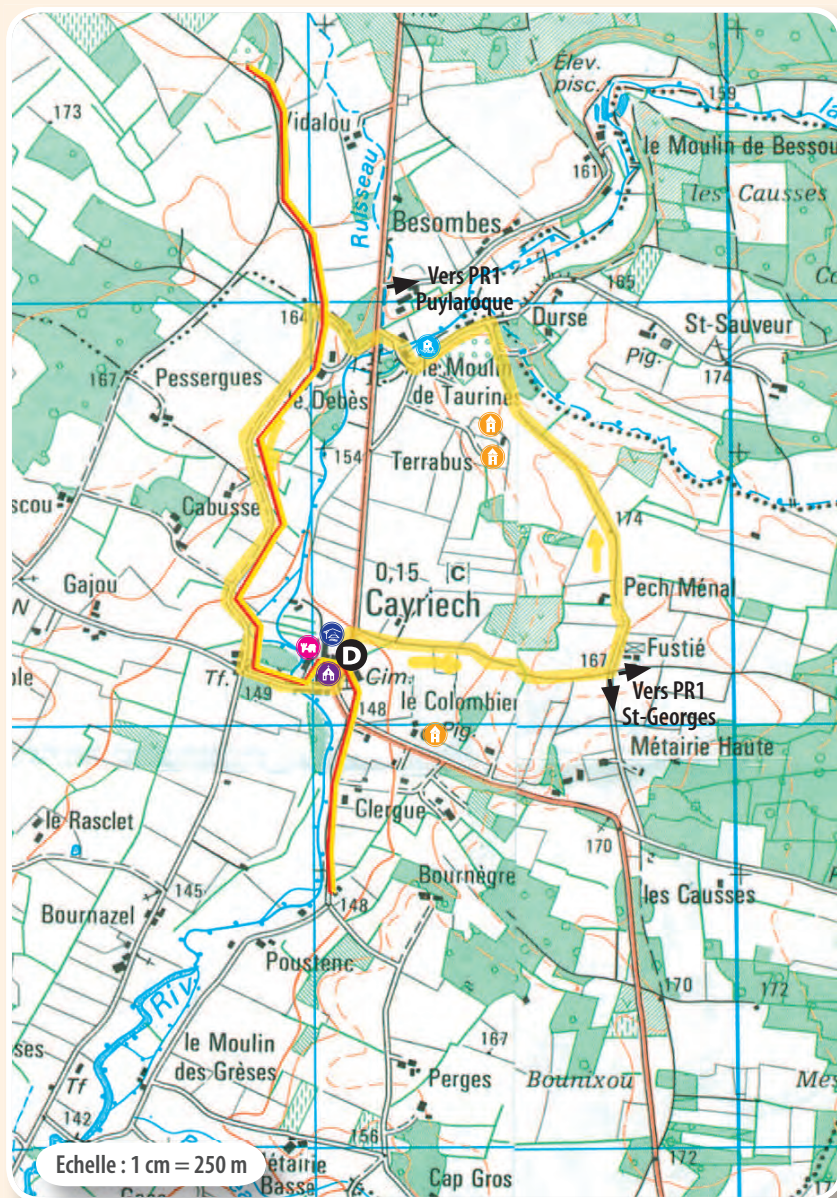 173
Vidalou
Ruisseau
Élev.
pisc.
159
le Moulin de Bessou
161
les Causses
Besombes
Vers PR1
Puylaroque
165
164
Durse
St-Sauveur
Pig.
174
167
Pessergues
le Moulin
de Taurines
le Debès
154
Terrabus
scou
Cabusse
174
Gajou
0,15 C
Cayriech
Pech Ménal
D
Fustié
167
Tf.
149
Cim.
148
le Colombier
Pig.
Vers PR1
St-Georges
Métairie Haute
Clergue
le Rasclet
170
145
Bournègre
les Causses
Bournazel
148
Poustenc
170
172
Riv
167
ses
le Moulin
des Grèses
Tf
Perges
Bounixou
142
156
Echelle : 1 cm = 250 m
étairie
Basse
Cap Gros
172